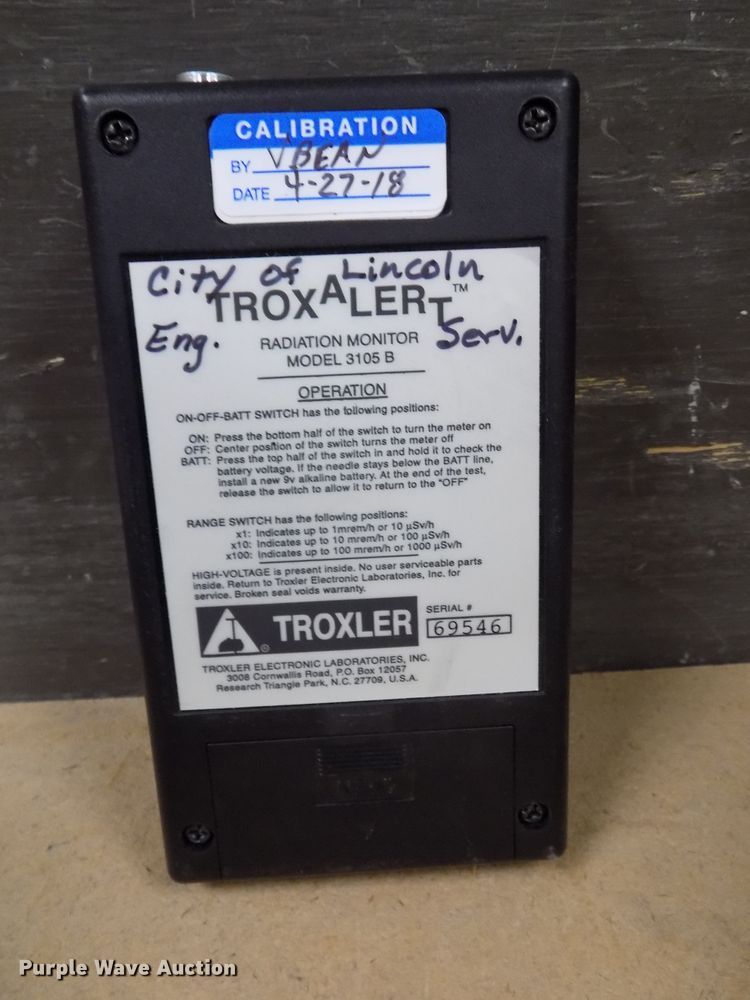 CALIBRATION
BY V BEAN
DATE 4-27-18
City of Lincoln
TROXALERT™
Eng. Serv.
RADIATION MONITOR
MODEL 3105 B
OPERATION
ON-OFF-BATT SWITCH has the following positions:
ON: Press the bottom half of the switch to turn the meter on
OFF: Center position of the switch turns the meter off
BATT: Press the top half of the switch in and hold it to check the
battery voltage. If the needle stays below the BATT line,
install a new 9v alkaline battery. At the end of the test,
release the switch to allow it to return to the "OFF"
RANGE SWITCH has the following positions:
x1: Indicates up to 1mrem/h or 10 µSv/h
x10: Indicates up to 10 mrem/h or 100 µSv/h
x100: Indicates up to 100 mrem/h or 1000 µSv/h
HIGH-VOLTAGE is present inside. No user serviceable parts
inside. Return to Troxler Electronic Laboratories, Inc. for
service. Broken seal voids warranty.
® TROXLER
SERIAL #
69546
TROXLER ELECTRONIC LABORATORIES, INC.
3008 Cornwallis Road, P.O. Box 12057
Research Triangle Park, N.C. 27709, U.S.A.
Purple Wave Auction